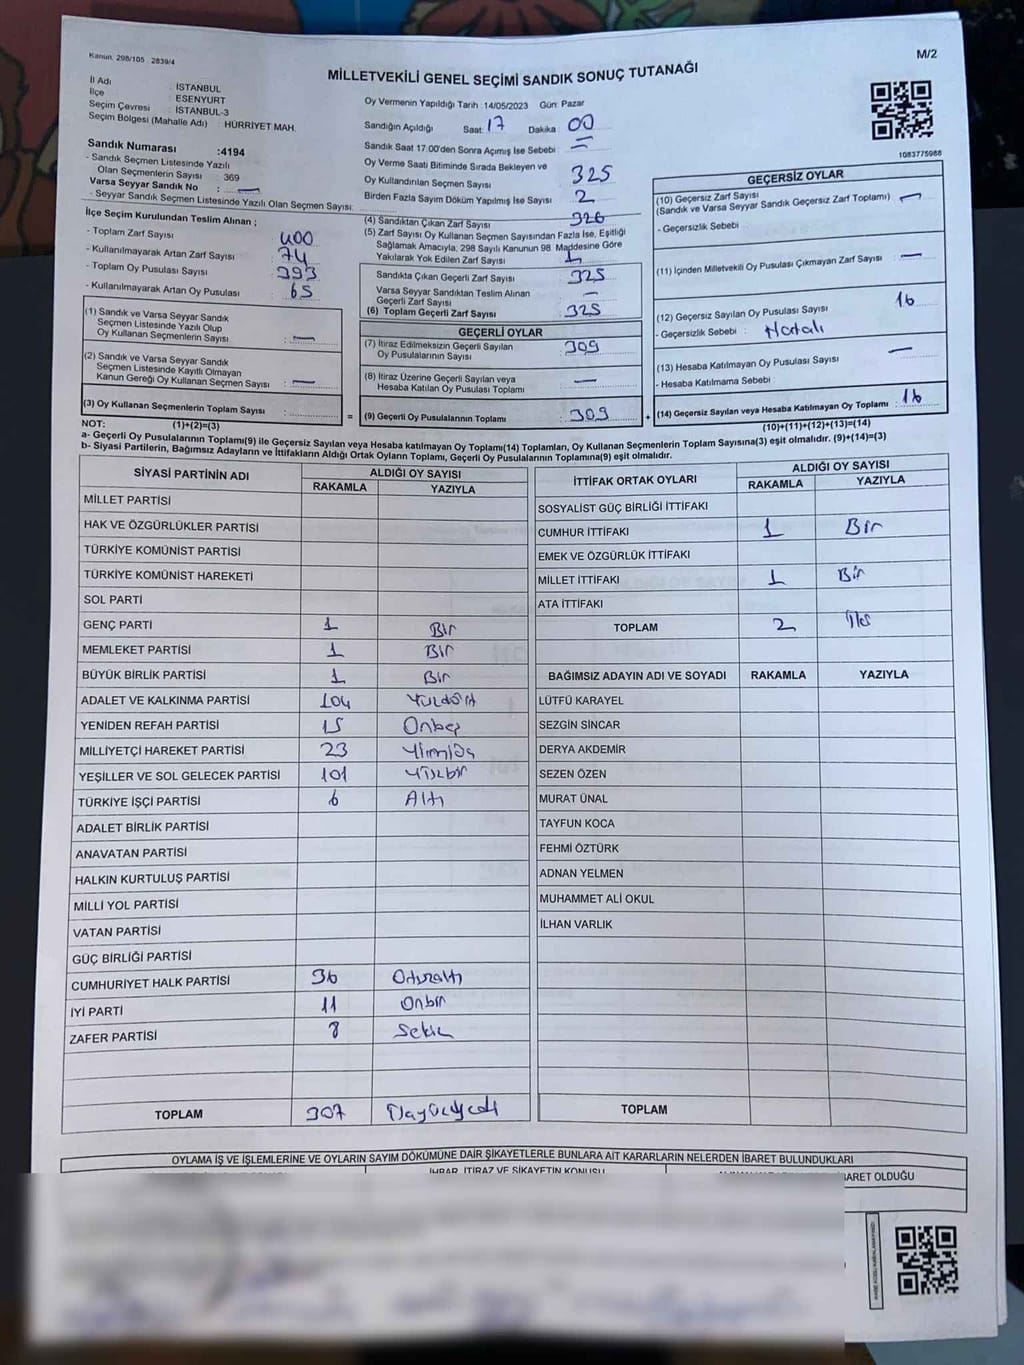 Kanun, 298/105 2839/4
M/2
MİLLETVEKİLİ GENEL SEÇİMİ SANDIK SONUÇ TUTANAĞI
İl Adı : İSTANBUL
İlçe : ESENYURT
Seçim Çevresi : İSTANBUL-3
Seçim Bölgesi (Mahalle Adı) : HÜRRİYET MAH.
Sandık Numarası :4194
- Sandık Seçmen Listesinde Yazılı
Olan Seçmenlerin Sayısı : 369
Varsa Seyyar Sandık No : —
- Seyyar Sandık Seçmen Listesinde Yazılı Olan Seçmen Sayısı:
İlçe Seçim Kurulundan Teslim Alınan ;
- Toplam Zarf Sayısı : 400
- Kullanılmayarak Artan Zarf Sayısı : 74
- Toplam Oy Pusulası Sayısı : 393
- Kullanılmayarak Artan Oy Pusulası : 65
(1) Sandık ve Varsa Seyyar Sandık
Seçmen Listesinde Yazılı Olup
Oy Kullanan Seçmenlerin Sayısı : —
(2) Sandık ve Varsa Seyyar Sandık
Seçmen Listesinde Kayıtlı Olmayan
Kanun Gereği Oy Kullanan Seçmen Sayısı : —
(3) Oy Kullanan Seçmenlerin Toplam Sayısı :
Oy Vermenin Yapıldığı Tarih :14/05/2023 Gün: Pazar
Sandığın Açıldığı Saat 17 Dakika 00
Sandık Saat 17:00'den Sonra Açımış İse Sebebi : =
Oy Verme Saati Bitiminde Sırada Bekleyen ve
Oy Kullandırılan Seçmen Sayısı : 325
Birden Fazla Sayım Döküm Yapılmış İse Sayısı : 2
(4) Sandıktan Çıkan Zarf Sayısı : 326
(5) Zarf Sayısı Oy Kullanan Seçmen Sayısından Fazla İse, Eşitliği
Sağlamak Amacıyla; 298 Sayılı Kanunun 98. Maddesine Göre
Yakılarak Yok Edilen Zarf Sayısı : 1
Sandıkta Çıkan Geçerli Zarf Sayısı : 325
Varsa Seyyar Sandıktan Teslim Alınan
Geçerli Zarf Sayısı : —
(6) Toplam Geçerli Zarf Sayısı : 325
GEÇERLİ OYLAR
(7) İtiraz Edilmeksizin Geçerli Sayılan
Oy Pusulalarının Sayısı : 309
(8) İtiraz Üzerine Geçerli Sayılan veya
Hesaba Katılan Oy Pusulası Toplamı : —
= (9) Geçerli Oy Pusulalarının Toplamı : 309
1083775988
GEÇERSİZ OYLAR
(10) Geçersiz Zarf Sayısı
(Sandık ve Varsa Seyyar Sandık Geçersiz Zarf Toplamı) : —
- Geçersizlik Sebebi
(11) İçinden Milletvekili Oy Pusulası Çıkmayan Zarf Sayısı : —
(12) Geçersiz Sayılan Oy Pusulası Sayısı : 16
- Geçersizlik Sebebi : Hatalı
(13) Hesaba Katılmayan Oy Pusulası Sayısı : —
- Hesaba Katılmama Sebebi :
+ (14) Geçersiz Sayılan veya Hesaba Katılmayan Oy Toplamı : 16
NOT: (1)+(2)=(3)
(10)+(11)+(12)+(13)=(14)
a- Geçerli Oy Pusulalarının Toplamı(9) ile Geçersiz Sayılan veya Hesaba katılmayan Oy Toplamı(14) Toplamları, Oy Kullanan Seçmenlerin Toplam Sayısına(3) eşit olmalıdır. (9)+(14)=(3)
b- Siyasi Partilerin, Bağımsız Adayların ve İttifakların Aldığı Ortak Oyların Toplamı, Geçerli Oy Pusulalarının Toplamına(9) eşit olmalıdır.
SİYASİ PARTİNİN ADI ALDIĞI OY SAYISI
RAKAMLA YAZIYLA
MİLLET PARTİSİ
HAK VE ÖZGÜRLÜKLER PARTİSİ
TÜRKİYE KOMÜNİST PARTİSİ
TÜRKİYE KOMÜNİST HAREKETİ
SOL PARTİ
GENÇ PARTİ 1 Bir
MEMLEKET PARTİSİ 1 Bir
BÜYÜK BİRLİK PARTİSİ 1 Bir
ADALET VE KALKINMA PARTİSİ 104 Yüzdört
YENİDEN REFAH PARTİSİ 15 Onbeş
MİLLİYETÇİ HAREKET PARTİSİ 23 Yirmiüç
YEŞİLLER VE SOL GELECEK PARTİSİ 101 Yüzbir
TÜRKİYE İŞÇİ PARTİSİ 6 Altı
ADALET BİRLİK PARTİSİ
ANAVATAN PARTİSİ
HALKIN KURTULUŞ PARTİSİ
MİLLİ YOL PARTİSİ
VATAN PARTİSİ
GÜÇ BİRLİĞİ PARTİSİ
CUMHURİYET HALK PARTİSİ 36 Otuzaltı
İYİ PARTİ 11 Onbir
ZAFER PARTİSİ 8 Sekiz
TOPLAM 307 Üçyüzyedi
İTTİFAK ORTAK OYLARI ALDIĞI OY SAYISI
RAKAMLA YAZIYLA
SOSYALİST GÜÇ BİRLİĞİ İTTİFAKI
CUMHUR İTTİFAKI 1 Bir
EMEK VE ÖZGÜRLÜK İTTİFAKI
MİLLET İTTİFAKI 1 Bir
ATA İTTİFAKI
TOPLAM 2 İki
BAĞIMSIZ ADAYIN ADI VE SOYADI RAKAMLA YAZIYLA
LÜTFÜ KARAYEL
SEZGİN SİNCAR
DERYA AKDEMİR
SEZEN ÖZEN
MURAT ÜNAL
TAYFUN KOCA
FEHMİ ÖZTÜRK
ADNAN YELMEN
MUHAMMET ALİ OKUL
İLHAN VARLIK
TOPLAM
OYLAMA İŞ VE İŞLEMLERİNE VE OYLARIN SAYIM DÖKÜMÜNE DAİR ŞİKAYETLERLE BUNLARA AİT KARARLARIN NELERDEN İBARET BULUNDUKLARI
İHBAR, İTİRAZ VE ŞİKAYETİN KONUSU
İBARET OLDUĞU